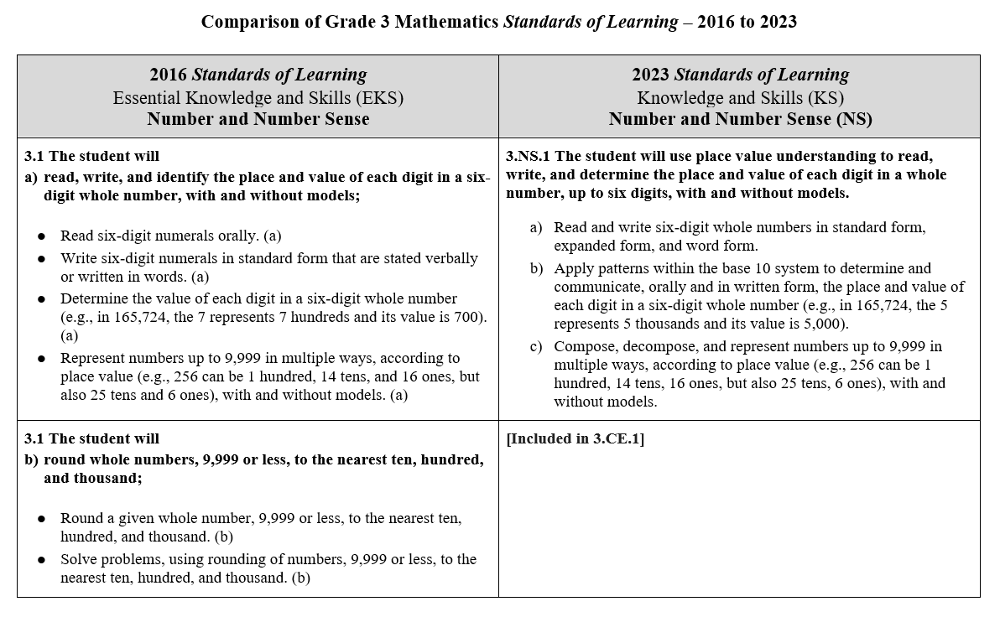 Comparison of Grade 3 Mathematics Standards of Learning – 2016 to 2023
2016 Standards of Learning
Essential Knowledge and Skills (EKS)
Number and Number Sense
2023 Standards of Learning
Knowledge and Skills (KS)
Number and Number Sense (NS)
3.1 The student will
a) read, write, and identify the place and value of each digit in a six-
digit whole number, with and without models;
● Read six-digit numerals orally. (a)
● Write six-digit numerals in standard form that are stated verbally
or written in words. (a)
● Determine the value of each digit in a six-digit whole number
(e.g., in 165,724, the 7 represents 7 hundreds and its value is 700).
(a)
● Represent numbers up to 9,999 in multiple ways, according to
place value (e.g., 256 can be 1 hundred, 14 tens, and 16 ones, but
also 25 tens and 6 ones), with and without models. (a)
3.NS.1 The student will use place value understanding to read,
write, and determine the place and value of each digit in a whole
number, up to six digits, with and without models.
a) Read and write six-digit whole numbers in standard form,
expanded form, and word form.
b) Apply patterns within the base 10 system to determine and
communicate, orally and in written form, the place and value of
each digit in a six-digit whole number (e.g., in 165,724, the 5
represents 5 thousands and its value is 5,000).
c) Compose, decompose, and represent numbers up to 9,999 in
multiple ways, according to place value (e.g., 256 can be 1
hundred, 14 tens, 16 ones, but also 25 tens, 6 ones), with and
without models.
3.1 The student will
b) round whole numbers, 9,999 or less, to the nearest ten, hundred,
and thousand;
● Round a given whole number, 9,999 or less, to the nearest ten,
hundred, and thousand. (b)
● Solve problems, using rounding of numbers, 9,999 or less, to the
nearest ten, hundred, and thousand. (b)
[Included in 3.CE.1]